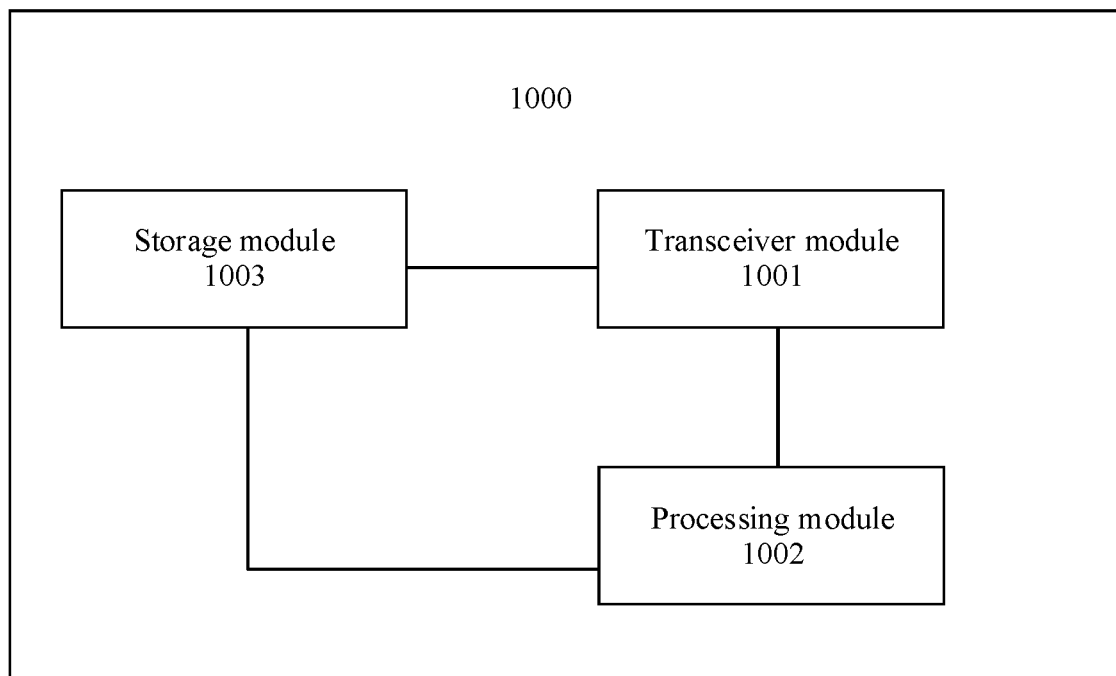 1000
Storage module
1003
Transceiver module
1001
Processing module
1002